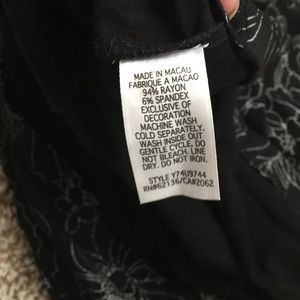 MADE IN MACAU
FABRIQUE A MACAO
94% RAYON
6% SPANDEX
EXCLUSIVE OF
DECORATION
MACHINE WASH
COLD SEPARATELY.
WASH INSIDE OUT
GENTLE CYCLE. DO
NOT BLEACH. LINE
DRY. DO NOT IRON.
STYLE Y74U9744
RN#62136/CA#2062